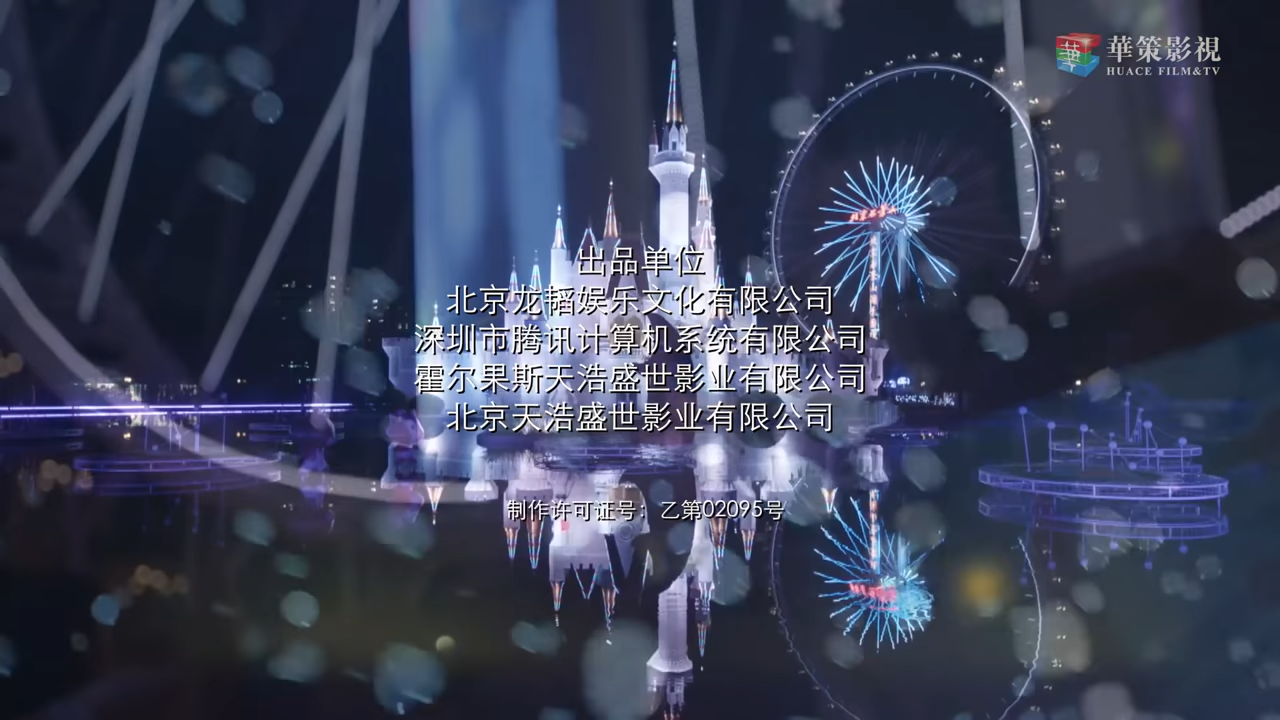 華策影視
HUACE FILM&TV
出品单位
北京龙韬娱乐文化有限公司
深圳市腾讯计算机系统有限公司
霍尔果斯天浩盛世影业有限公司
北京天浩盛世影业有限公司
制作许可证号：乙第02095号